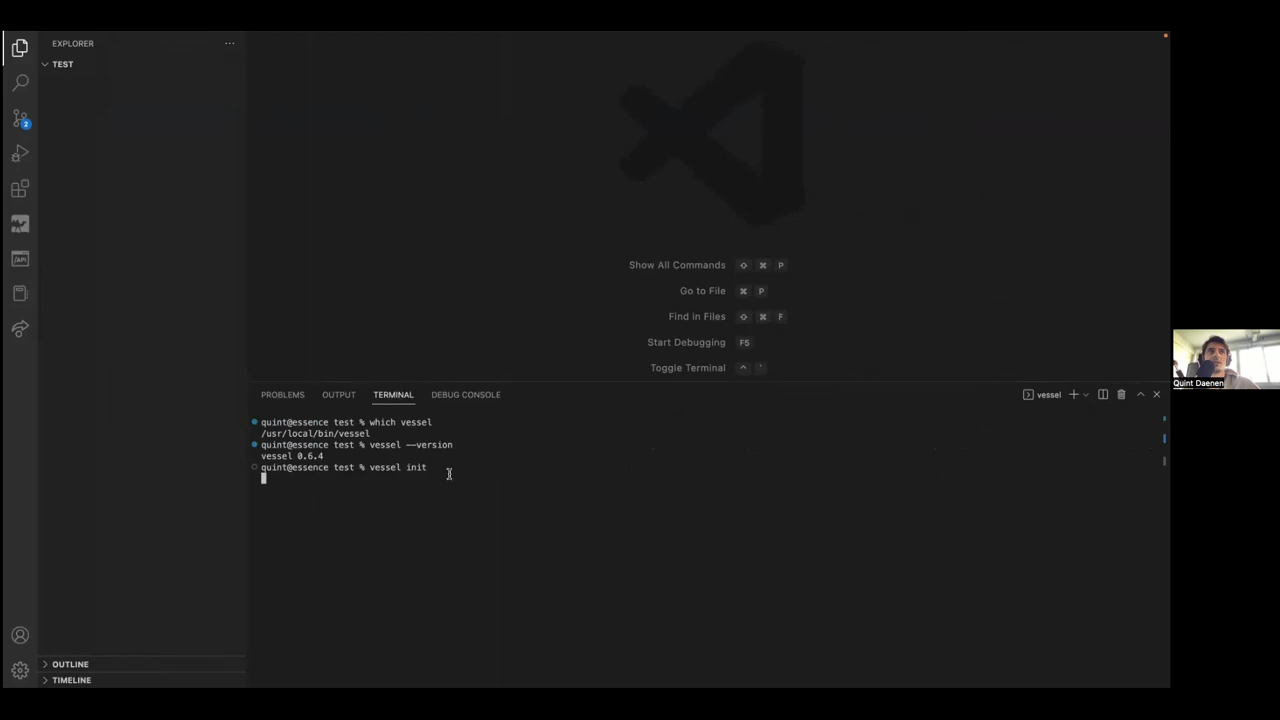 EXPLORER
TEST
2
/API
Show All Commands ⇧ ⌘ P
Go to File ⌘ P
Find in Files ⇧ ⌘ F
Start Debugging F5
Toggle Terminal ^ `
Quint Daenen
PROBLEMS OUTPUT TERMINAL DEBUG CONSOLE vessel
quint@essence test % which vessel
/usr/local/bin/vessel
quint@essence test % vessel --version
vessel 0.6.4
quint@essence test % vessel init
OUTLINE
TIMELINE